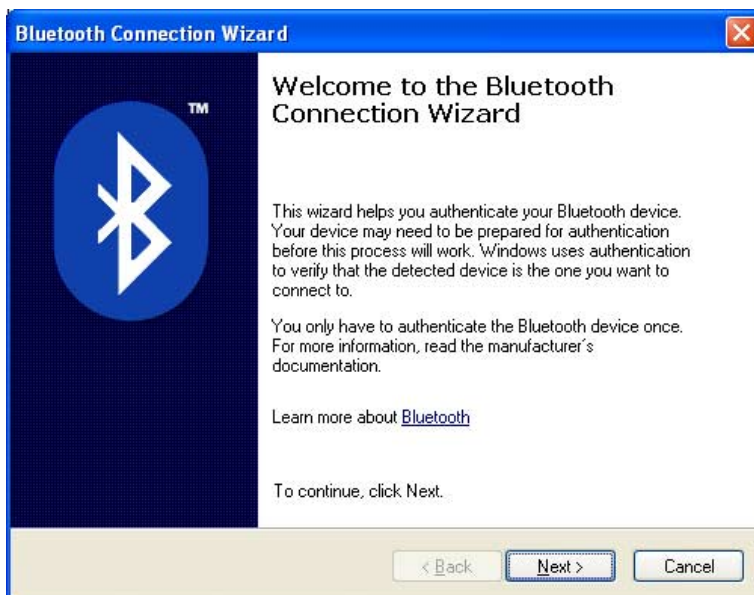 Bluetooth Connection Wizard
TM
Welcome to the Bluetooth
Connection Wizard
This wizard helps you authenticate your Bluetooth device.
Your device may need to be prepared for authentication
before this process will work. Windows uses authentication
to verify that the detected device is the one you want to
connect to.
You only have to authenticate the Bluetooth device once.
For more information, read the manufacturer´s
documentation.
Learn more about Bluetooth
To continue, click Next.
< Back
Next >
Cancel